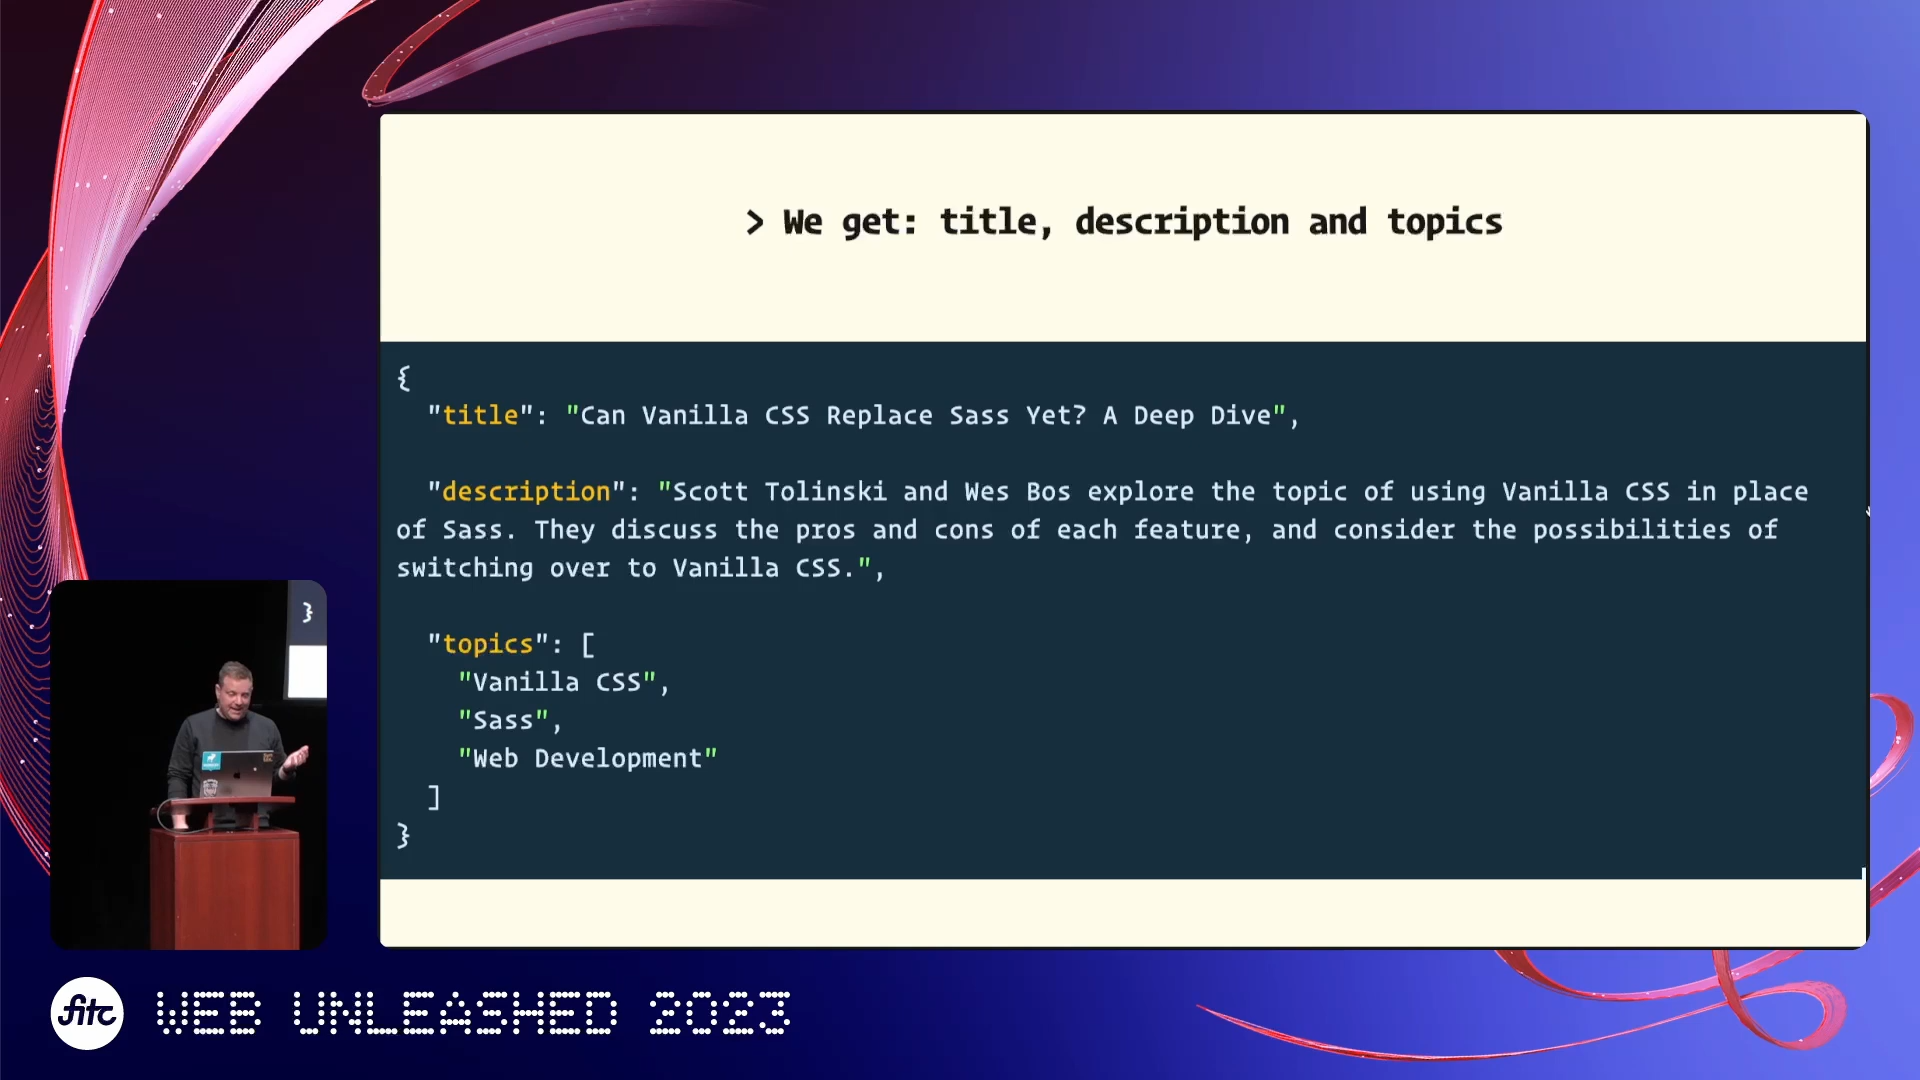 > We get: title, description and topics
{
"title": "Can Vanilla CSS Replace Sass Yet? A Deep Dive",
"description": "Scott Tolinski and Wes Bos explore the topic of using Vanilla CSS in place
of Sass. They discuss the pros and cons of each feature, and consider the possibilities of
switching over to Vanilla CSS.",
"topics": [
"Vanilla CSS",
"Sass",
"Web Development"
]
}
}
fitc WEB UNLEASHED 2023